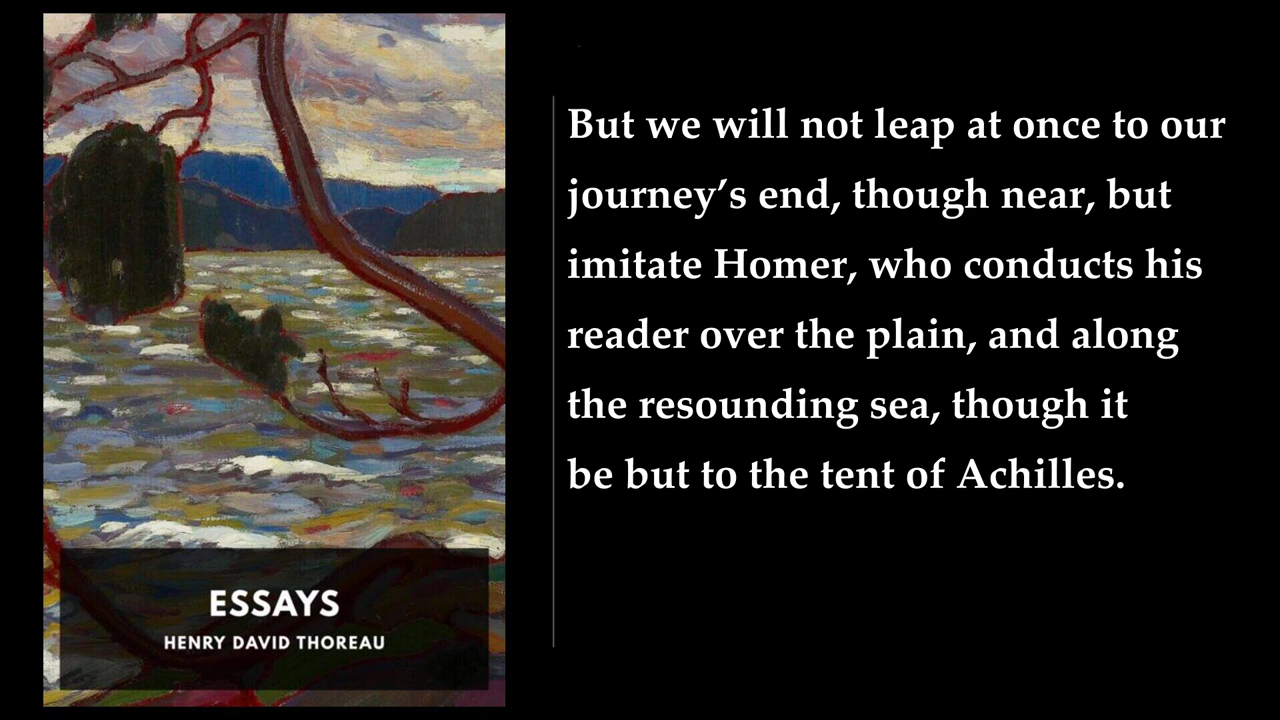 But we will not leap at once to our
journey’s end, though near, but
imitate Homer, who conducts his
reader over the plain, and along
the resounding sea, though it
be but to the tent of Achilles.
ESSAYS
HENRY DAVID THOREAU